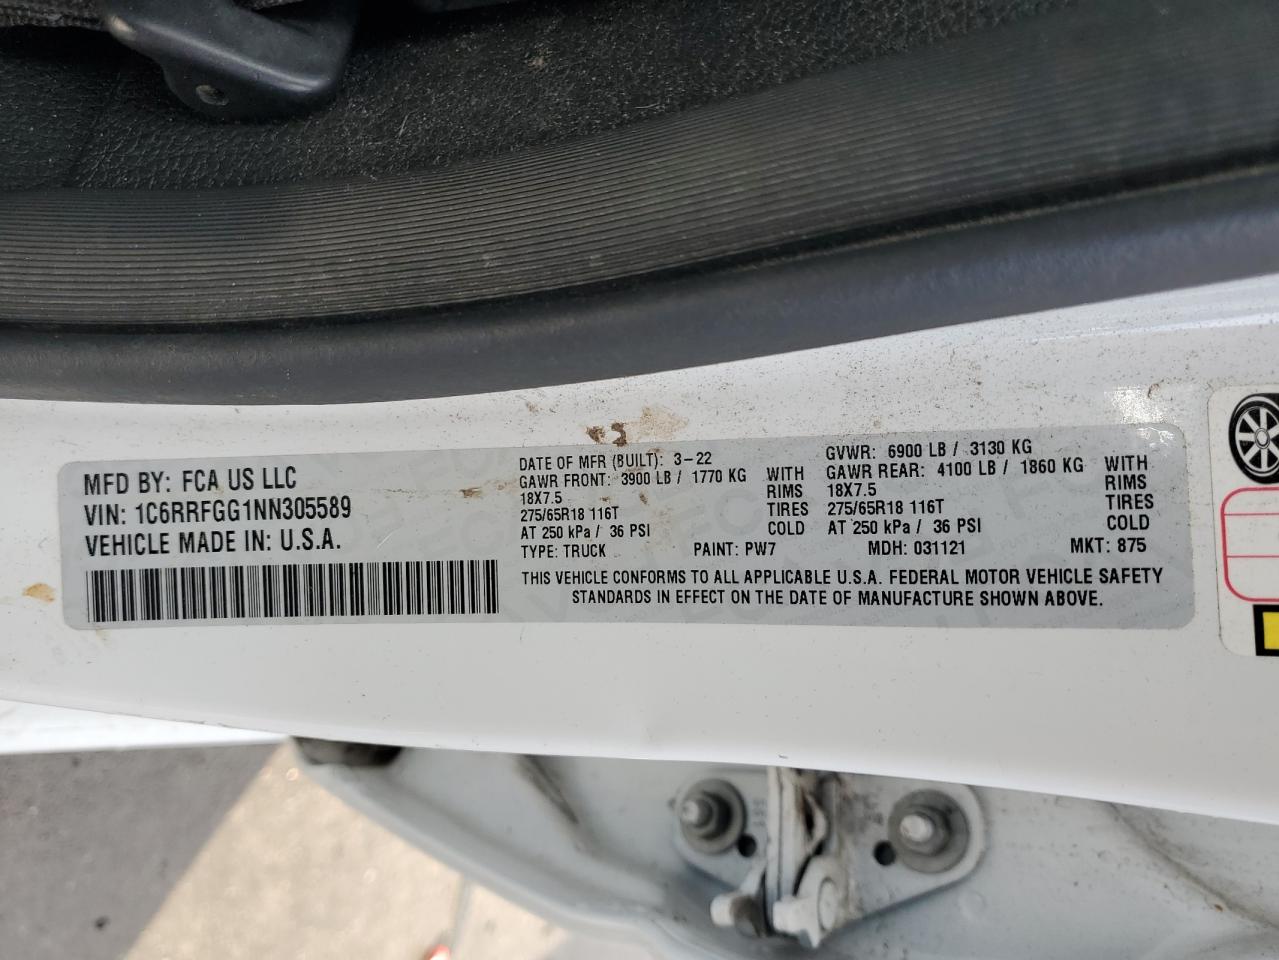 MFD BY: FCA US LLC
VIN: 1C6RRFGG1NN305589
VEHICLE MADE IN: U.S.A.
DATE OF MFR (BUILT): 3-22
GVWR: 6900 LB / 3130 KG
GAWR FRONT: 3900 LB / 1770 KG WITH
18X7.5 RIMS
275/65R18 116T TIRES
AT 250 kPa / 36 PSI COLD
GAWR REAR: 4100 LB / 1860 KG WITH
18X7.5 RIMS
275/65R18 116T TIRES
AT 250 kPa / 36 PSI COLD
TYPE: TRUCK PAINT: PW7 MDH: 031121 MKT: 875
THIS VEHICLE CONFORMS TO ALL APPLICABLE U.S.A. FEDERAL MOTOR VEHICLE SAFETY
STANDARDS IN EFFECT ON THE DATE OF MANUFACTURE SHOWN ABOVE.